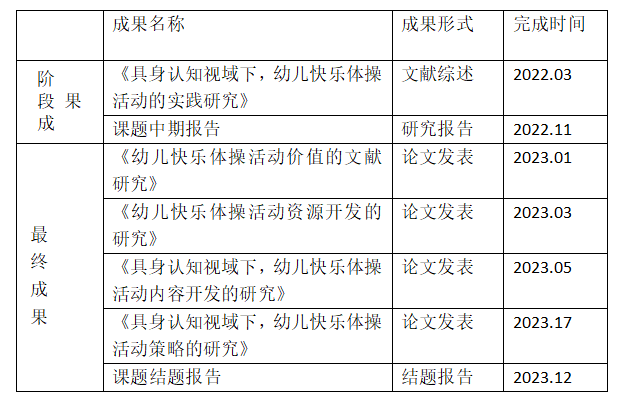 成果名称 成果形式 完成时间
阶段成果
《具身认知视域下，幼儿快乐体操 文献综述 2022.03
活动的实践研究》
课题中期报告 研究报告 2022.11
最终成果
《幼儿快乐体操活动价值的文献 论文发表 2023.01
研究》
《幼儿快乐体操活动资源开发的 论文发表 2023.03
研究》
《具身认知视域下，幼儿快乐体操 论文发表 2023.05
活动内容开发的研究》
《具身认知视域下，幼儿快乐体操 论文发表 2023.17
活动策略的研究》
课题结题报告 结题报告 2023.12